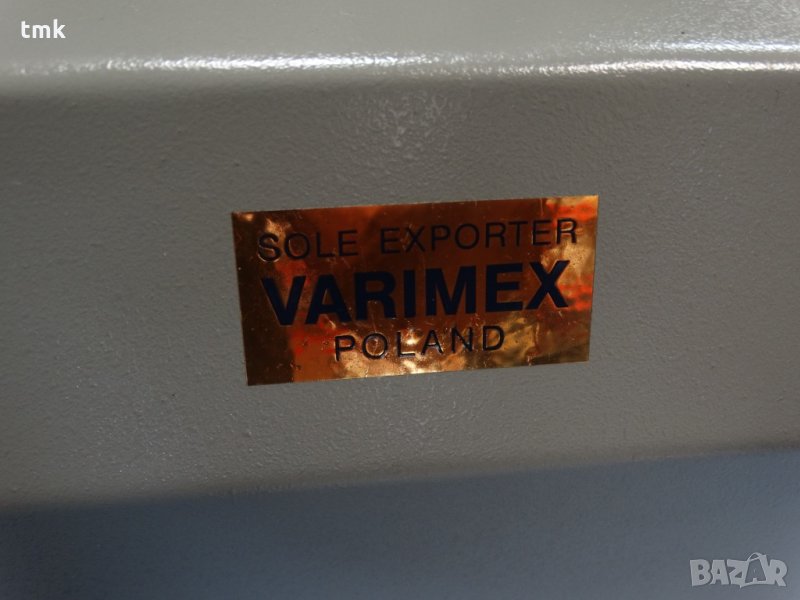 tmk
SOLE EXPORTER
VARIMEX
POLAND
BAZAR